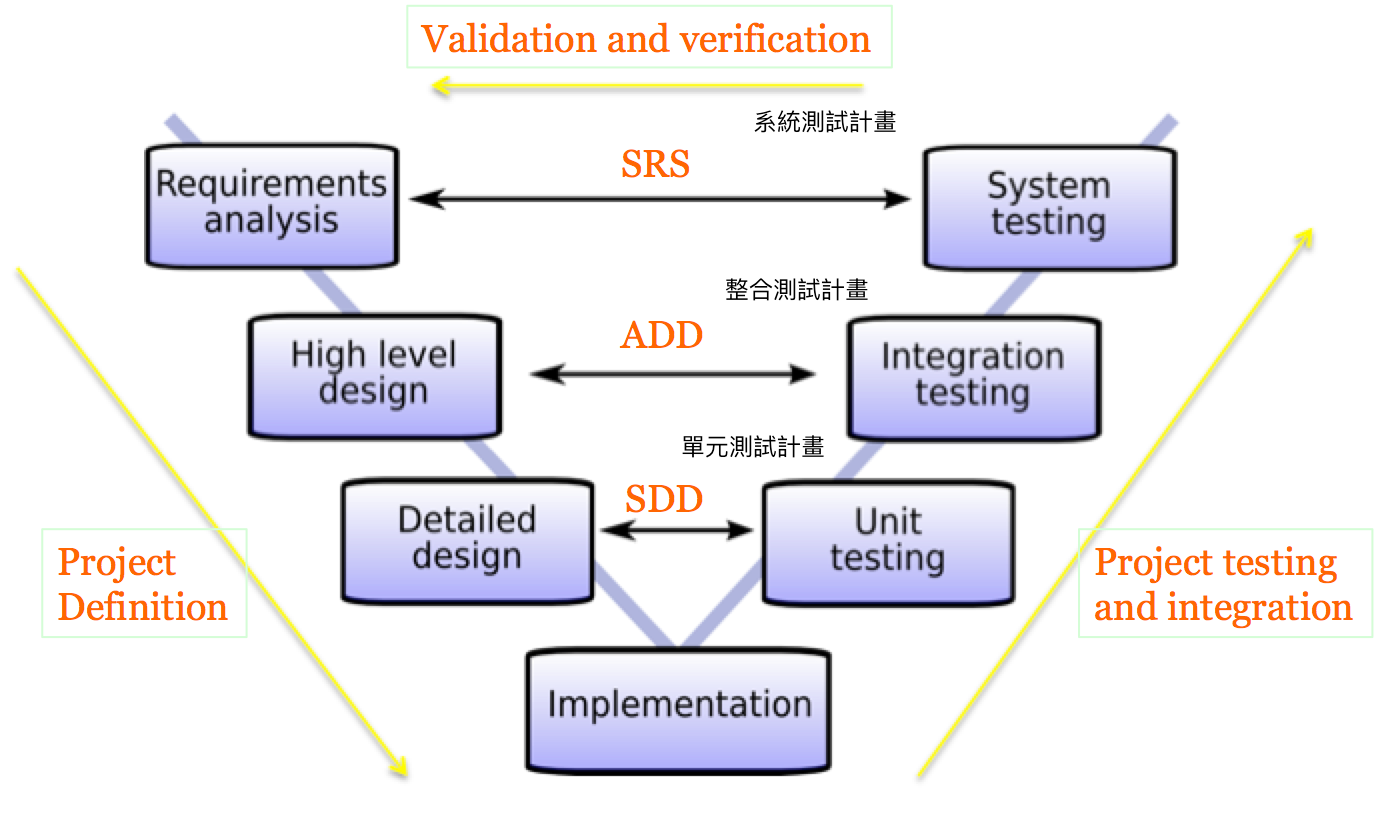 Validation and verification
系統測試計畫
SRS
Requirements
analysis
System
testing
整合測試計畫
ADD
High level
design
Integration
testing
單元測試計畫
SDD
Detailed
design
Unit
testing
Project
Definition
Project testing
and integration
Implementation